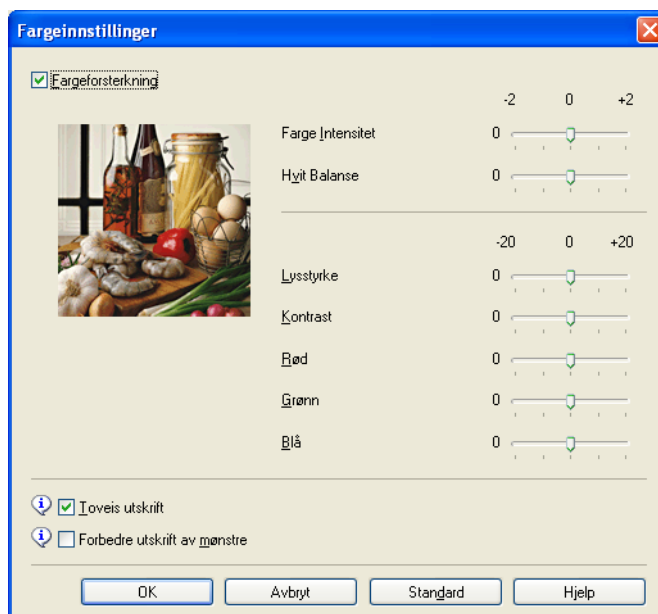 Fargeinnstillinger
Fargeforsterkning
-2 0 +2
Farge Intensitet 0
Hvit Balanse 0
-20 0 +20
Lysstyrke 0
Kontrast 0
Rød 0
Grønn 0
Blå 0
Toveis utskrift
Forbedre utskrift av mønstre
OK Avbryt Standard Hjelp